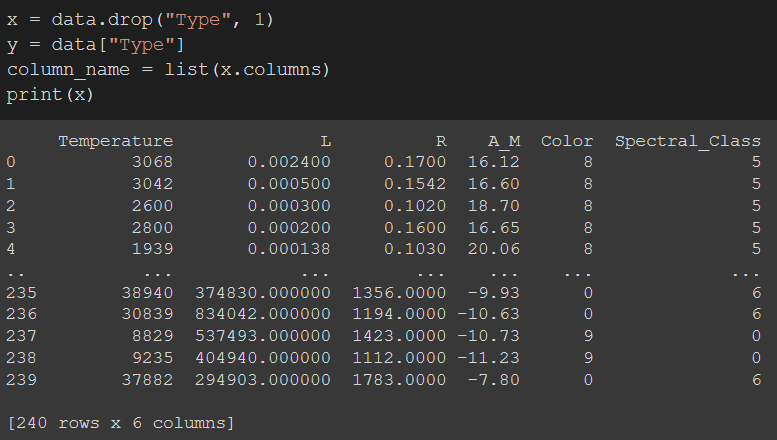 x = data.drop("Type", 1)
y = data["Type"]
column_name = list(x.columns)
print(x)
Temperature L R A_M Color Spectral_Class
0 3068 0.002400 0.1700 16.12 8 5
1 3042 0.000500 0.1542 16.60 8 5
2 2600 0.000300 0.1020 18.70 8 5
3 2800 0.000200 0.1600 16.65 8 5
4 1939 0.000138 0.1030 20.06 8 5
.. ... ... ... ... ... ...
235 38940 374830.000000 1356.0000 -9.93 0 6
236 30839 834042.000000 1194.0000 -10.63 0 6
237 8829 537493.000000 1423.0000 -10.73 9 0
238 9235 404940.000000 1112.0000 -11.23 9 0
239 37882 294903.000000 1783.0000 -7.80 0 6
[240 rows x 6 columns]